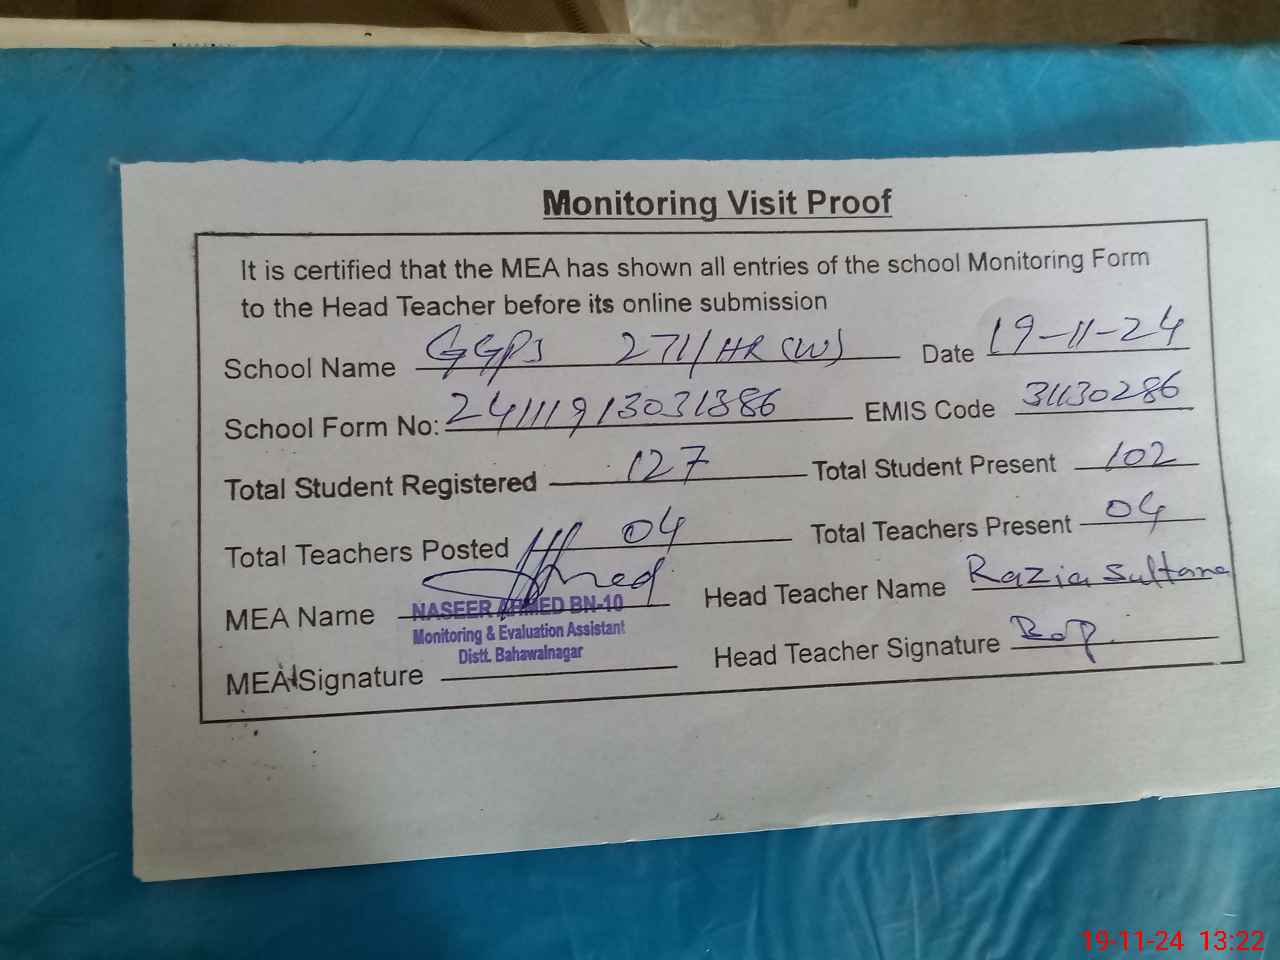 Monitoring Visit Proof
It is certified that the MEA has shown all entries of the school Monitoring Form
to the Head Teacher before its online submission
School Name GGPS 271/HR (W) Date 19-11-24
School Form No: 24111913031386 EMIS Code 31130286
Total Student Registered 127 Total Student Present 102
Total Teachers Posted 04 Total Teachers Present 04
MEA Name NASEER AHMED BN-10 Head Teacher Name Razia Sultana
Monitoring & Evaluation Assistant
Distt. Bahawalnagar
MEA Signature Head Teacher Signature
19-11-24 13:22